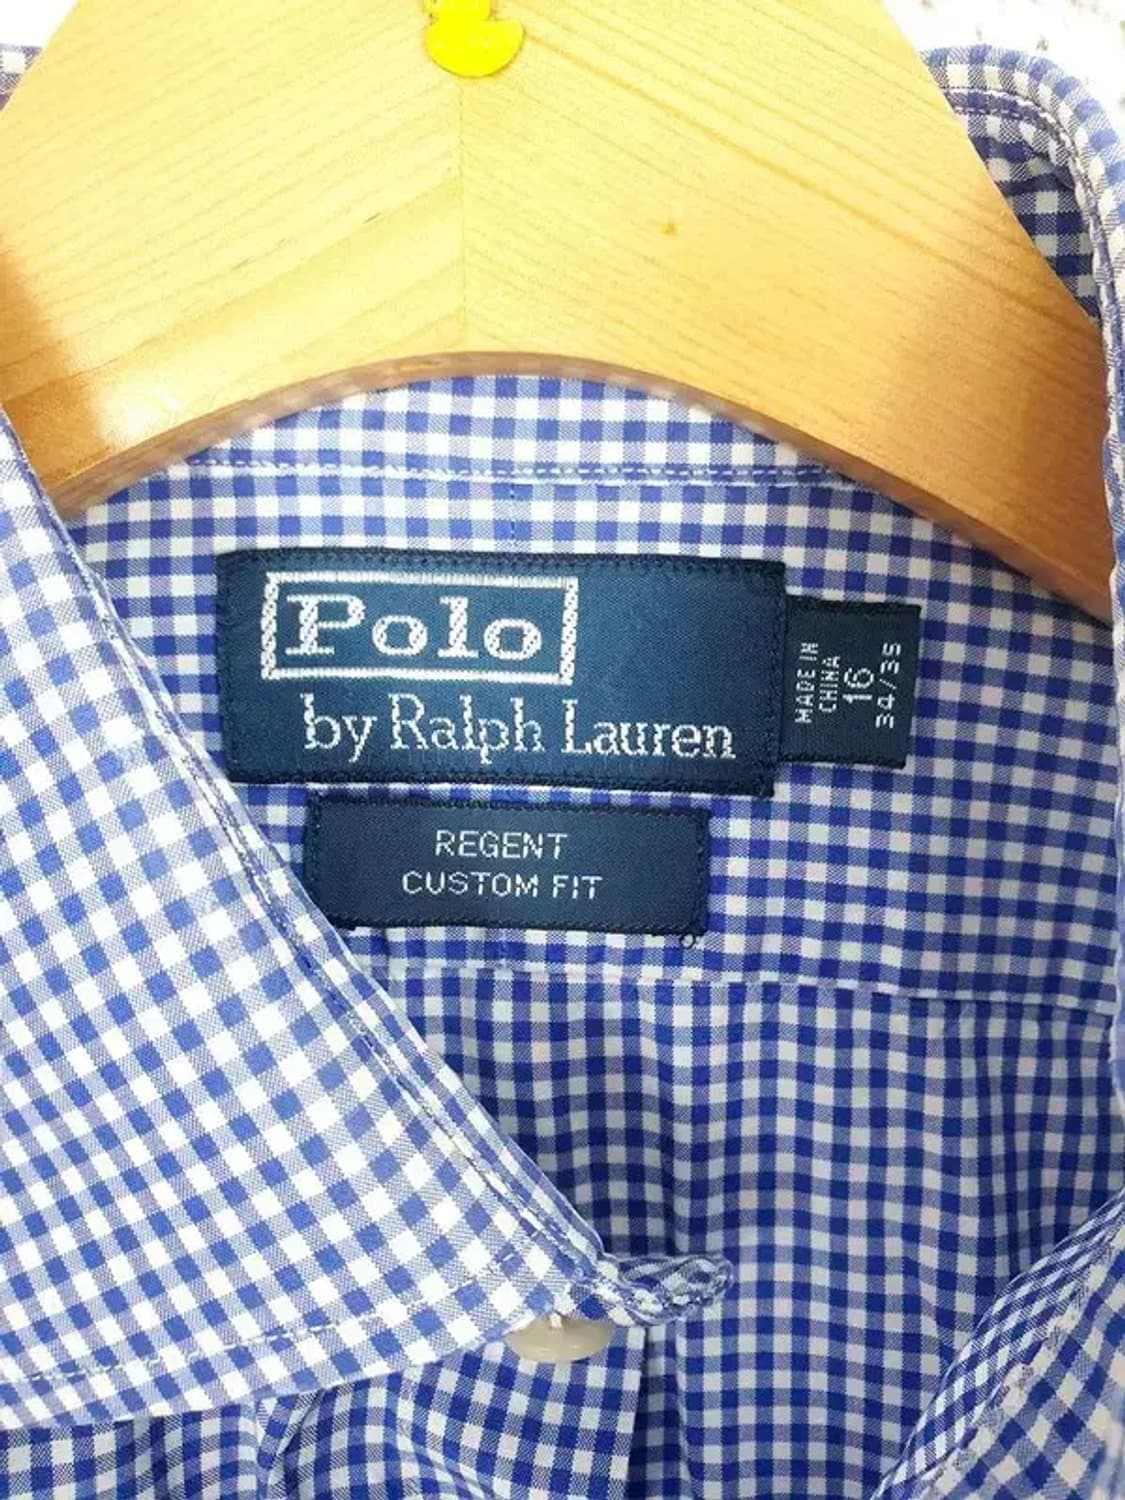 Polo
by Ralph Lauren
MADE IN
CHINA
16
34/35
REGENT
CUSTOM FIT